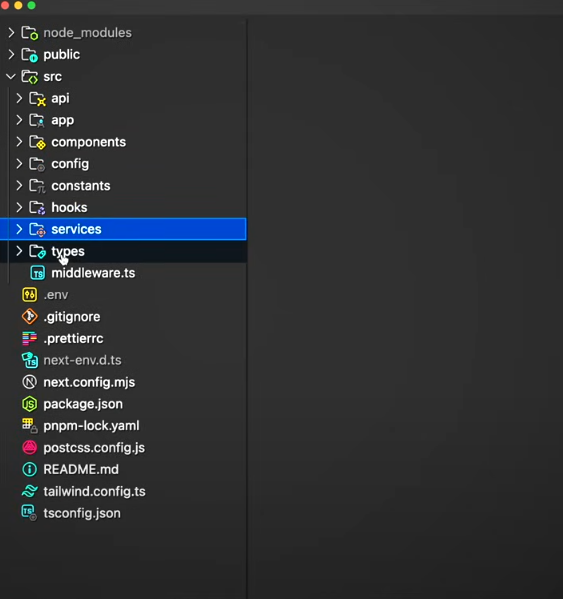 node_modules
public
src
api
app
components
config
constants
hooks
services
types
middleware.ts
.env
.gitignore
.prettierrc
next-env.d.ts
next.config.mjs
package.json
pnpm-lock.yaml
postcss.config.js
README.md
tailwind.config.ts
tsconfig.json